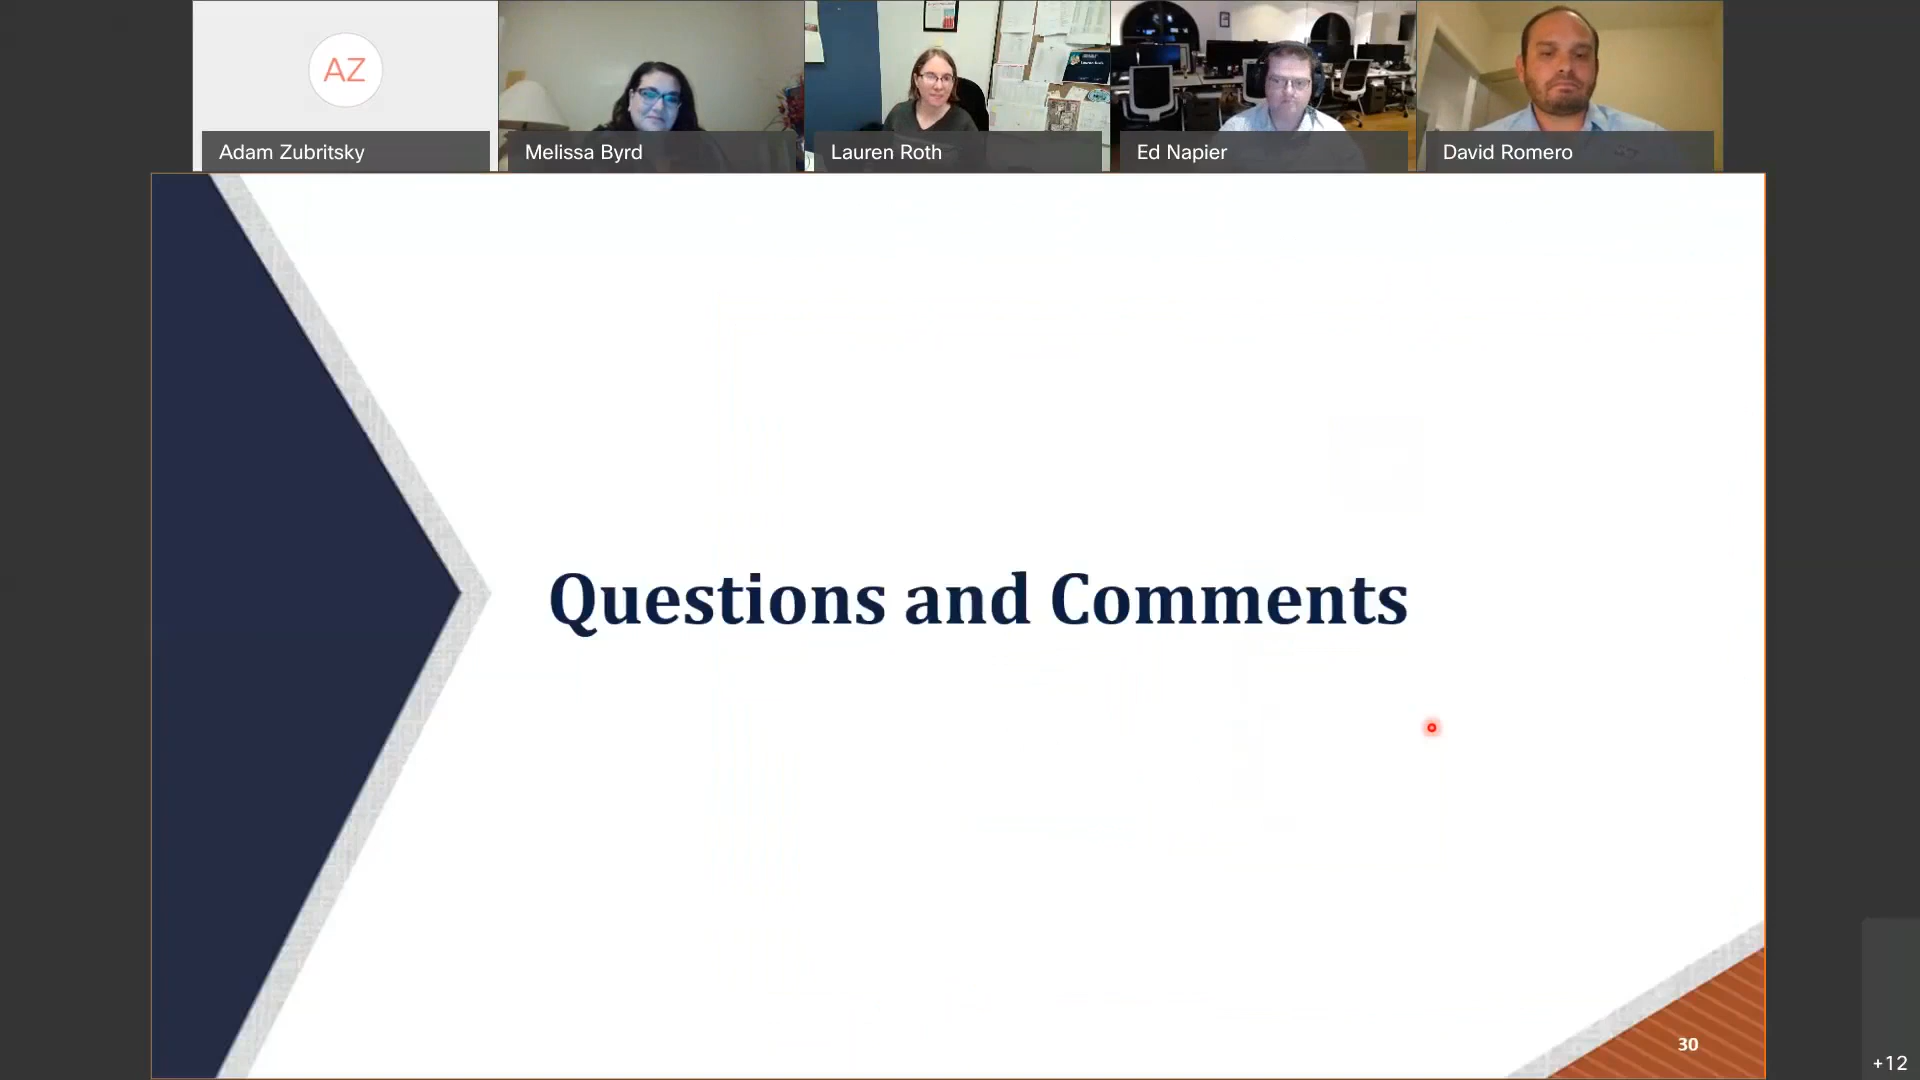 AZ
Adam Zubritsky
Melissa Byrd
Lauren Roth
Ed Napier
David Romero
Questions and Comments
30
+12